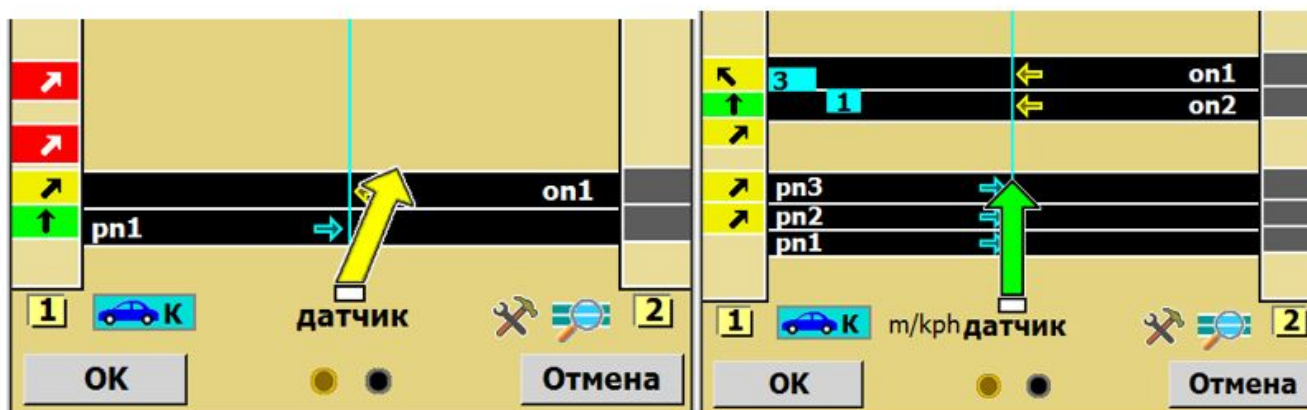 on1
pn1
1
K
датчик
2
OK
Отмена
3
on1
1
on2
pn3
pn2
pn1
1
K
m/kph
датчик
2
OK
Отмена